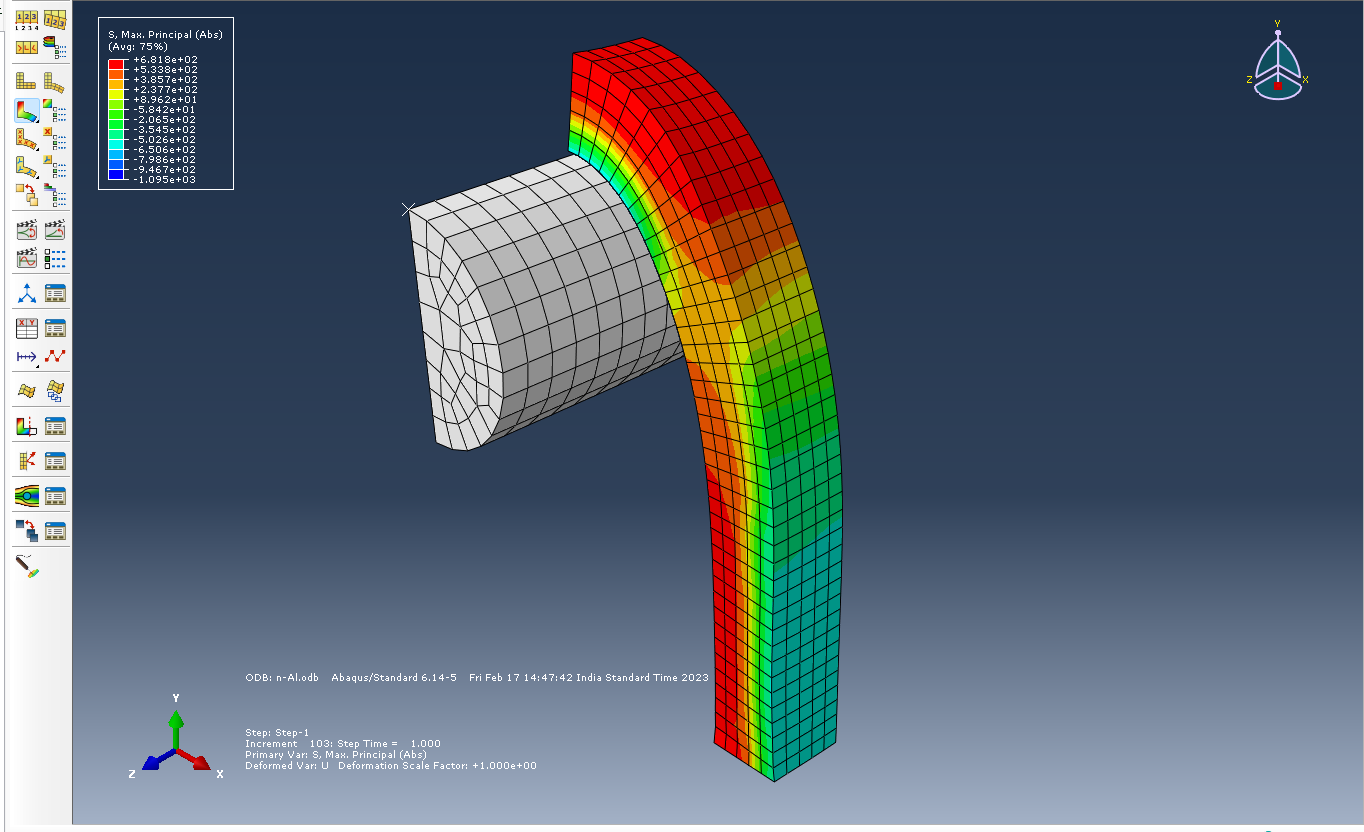 S, Max. Principal (Abs)
(Avg: 75%)
+6.818e+02
+5.338e+02
+3.857e+02
+2.377e+02
+8.962e+01
-5.842e+01
-2.065e+02
-3.545e+02
-5.026e+02
-6.506e+02
-7.986e+02
-9.467e+02
-1.095e+03
Y
Z
X
ODB: n-Al.odb    Abaqus/Standard 6.14-5    Fri Feb 17 14:47:42 India Standard Time 2023
Step: Step-1
Increment    103: Step Time =    1.000
Primary Var: S, Max. Principal (Abs)
Deformed Var: U   Deformation Scale Factor: +1.000e+00
Y
Z
X